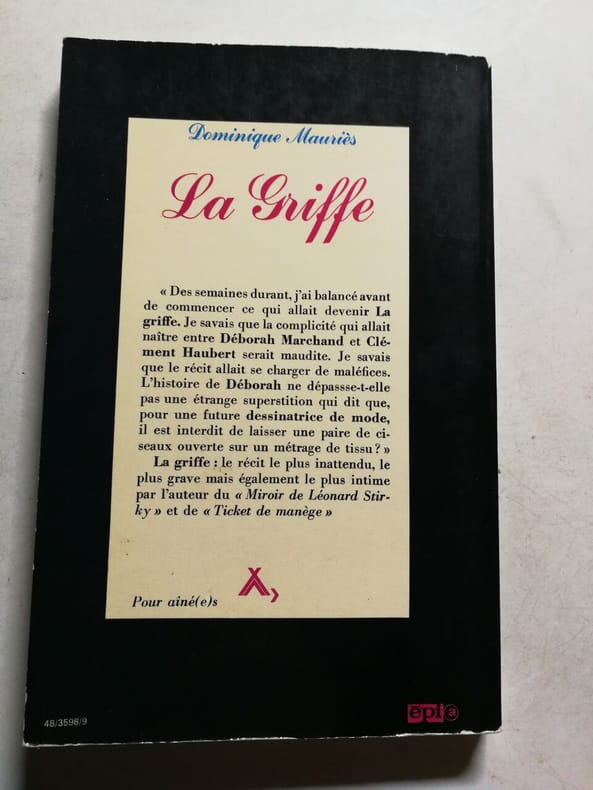 Dominique Mauriès
La Griffe
« Des semaines durant, j'ai balancé avant
de commencer ce qui allait devenir La
griffe. Je savais que la complicité qui allait
naître entre Déborah Marchand et Clé-
ment Haubert serait maudite. Je savais
que le récit allait se charger de maléfices.
L'histoire de Déborah ne dépassse-t-elle
pas une étrange superstition qui dit que,
pour une future dessinatrice de mode,
il est interdit de laisser une paire de ci-
seaux ouverte sur un métrage de tissu ? »
La griffe : le récit le plus inattendu, le
plus grave mais également le plus intime
par l'auteur du « Miroir de Léonard Stir-
ky » et de « Ticket de manège »
Pour aîné(e)s
48/3598/9
epi a